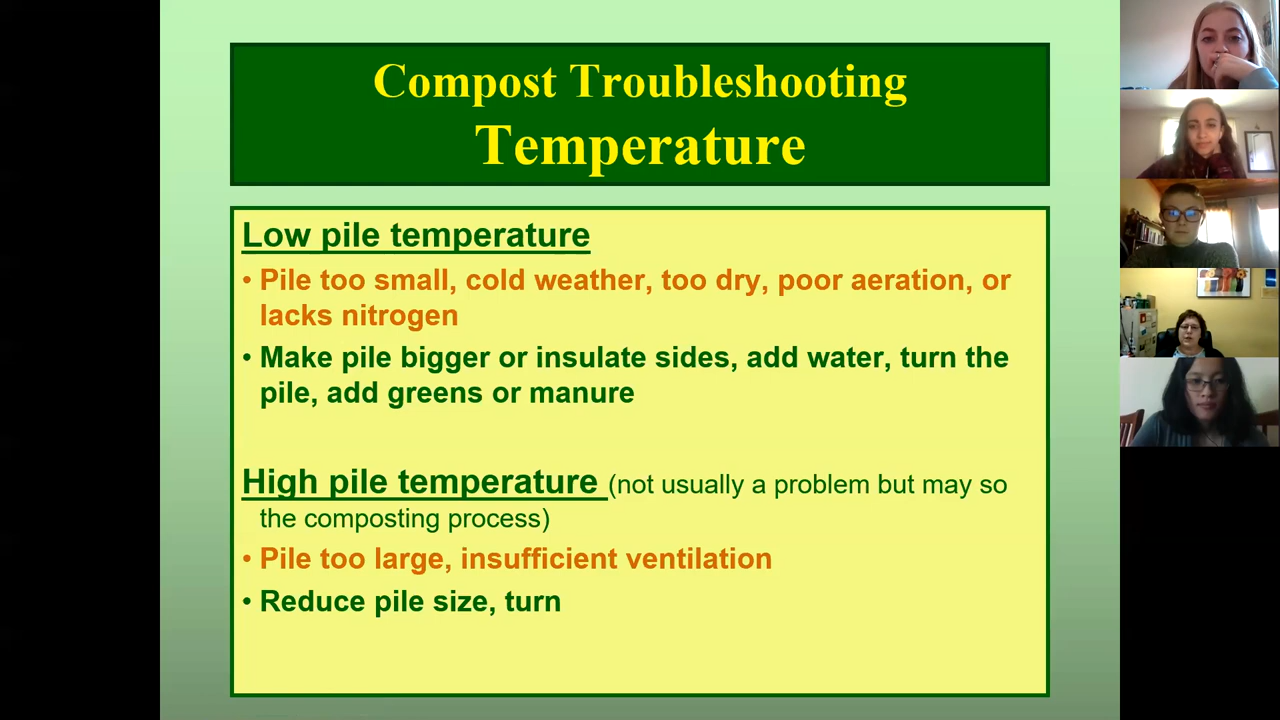 Compost Troubleshooting
Temperature
Low pile temperature
• Pile too small, cold weather, too dry, poor aeration, or
lacks nitrogen
• Make pile bigger or insulate sides, add water, turn the
pile, add greens or manure
High pile temperature (not usually a problem but may so
the composting process)
• Pile too large, insufficient ventilation
• Reduce pile size, turn